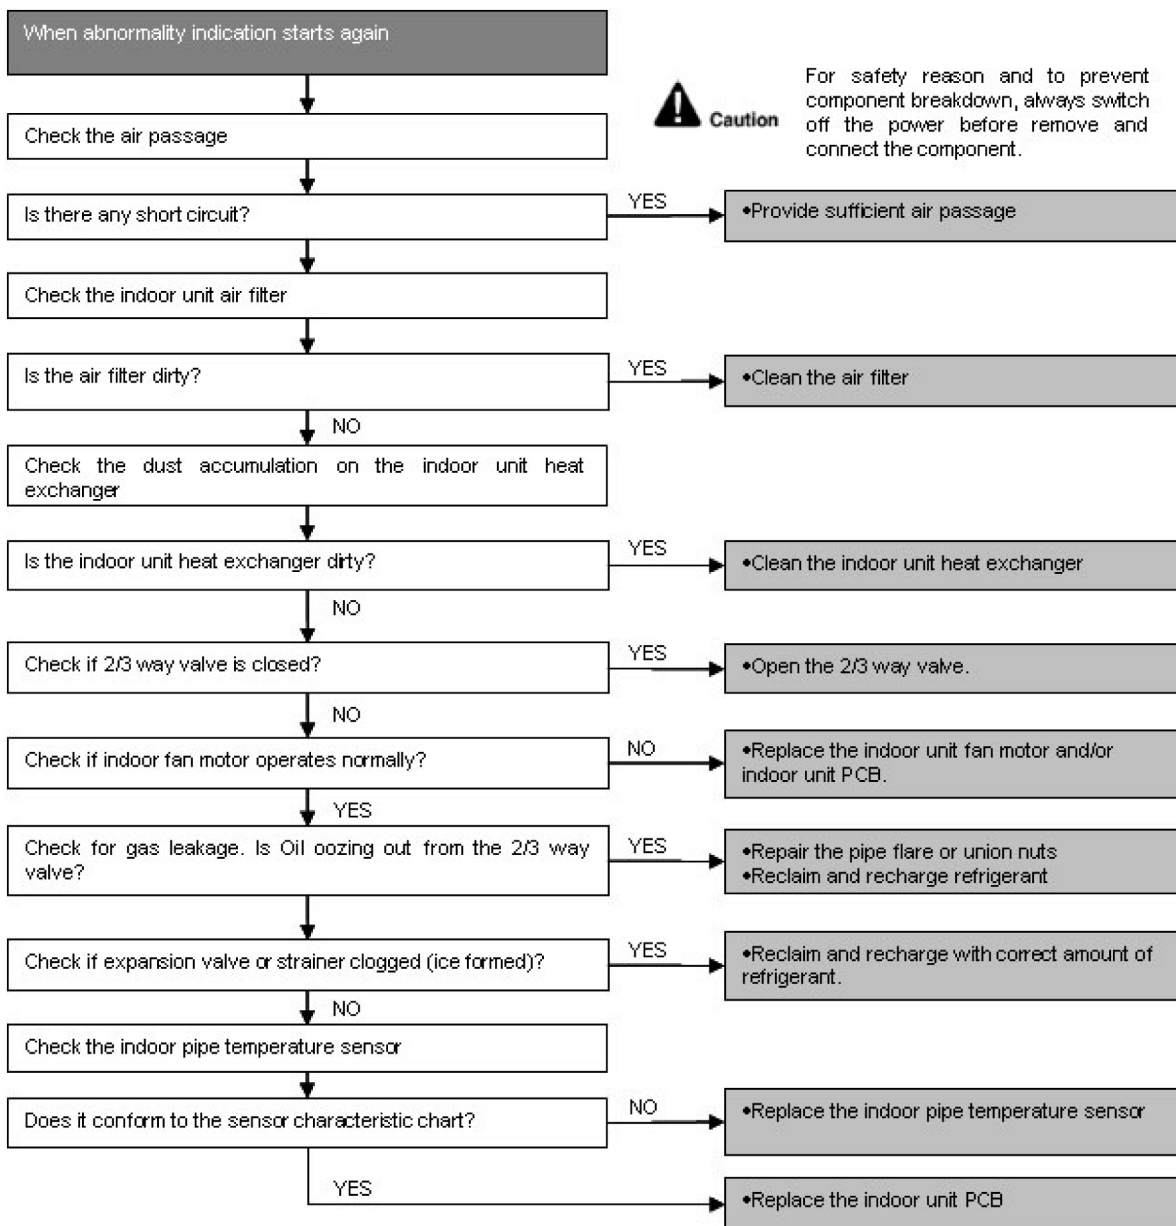 When abnormality indication starts again
For safety reason and to prevent
component breakdown, always switch
off the power before remove and
connect the component.
Caution
Check the air passage
Is there any short circuit?
YES
•Provide sufficient air passage
Check the indoor unit air filter
Is the air filter dirty?
YES
•Clean the air filter
NO
Check the dust accumulation on the indoor unit heat
exchanger
Is the indoor unit heat exchanger dirty?
YES
•Clean the indoor unit heat exchanger
NO
Check if 2/3 way valve is closed?
YES
•Open the 2/3 way valve.
NO
Check if indoor fan motor operates normally?
NO
•Replace the indoor unit fan motor and/or
indoor unit PCB.
YES
Check for gas leakage. Is Oil oozing out from the 2/3 way
valve?
YES
•Repair the pipe flare or union nuts
•Reclaim and recharge refrigerant
Check if expansion valve or strainer clogged (ice formed)?
YES
•Reclaim and recharge with correct amount of
refrigerant.
NO
Check the indoor pipe temperature sensor
Does it conform to the sensor characteristic chart?
NO
•Replace the indoor pipe temperature sensor
YES
•Replace the indoor unit PCB